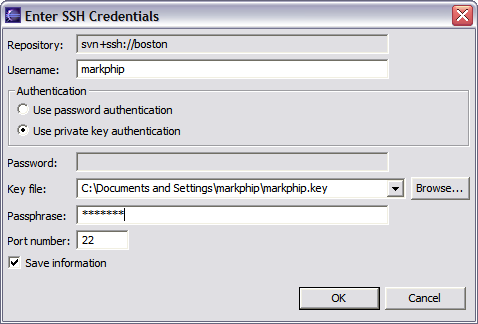 Enter SSH Credentials
Repository: svn+ssh://boston
Username: markphip
Authentication
Use password authentication
Use private key authentication
Password:
Key file: C:\Documents and Settings\markphip\markphip.key Browse...
Passphrase: *******
Port number: 22
Save information
OK Cancel